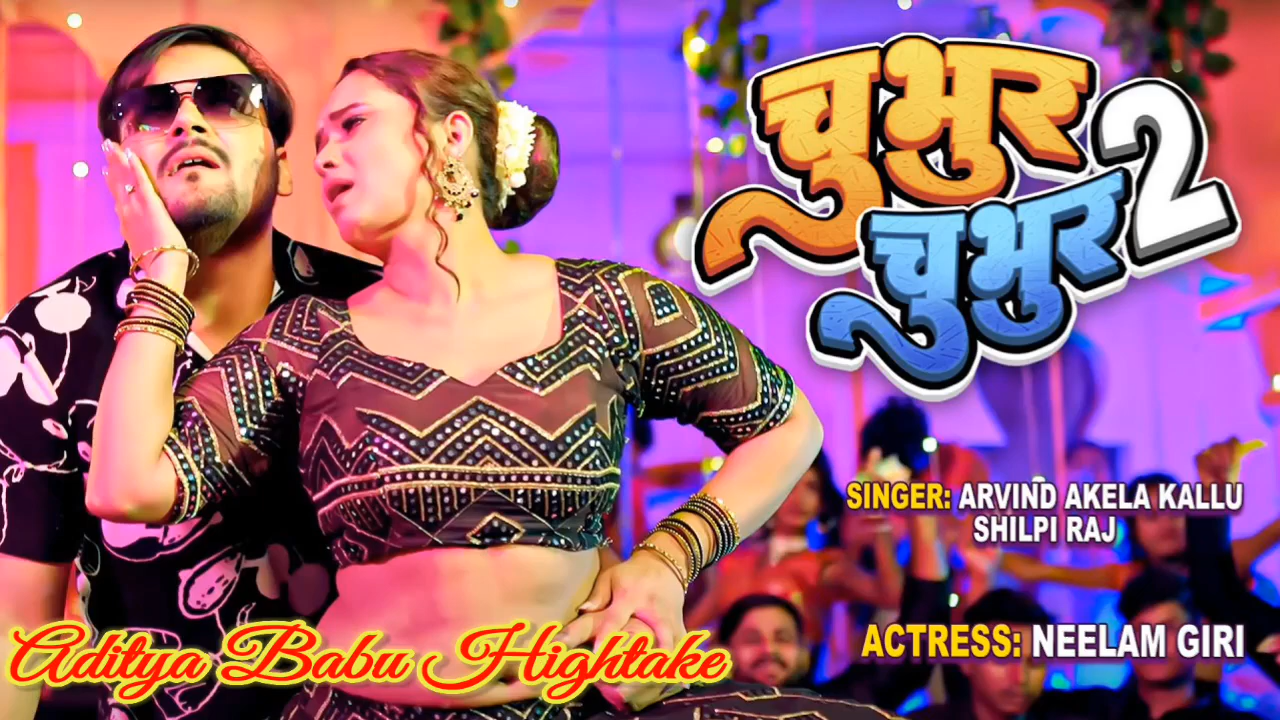 चुभुर
चुभुर 2
SINGER: ARVIND AKELA KALLU
SHILPI RAJ
ACTRESS: NEELAM GIRI
Aditya Babu Hightake